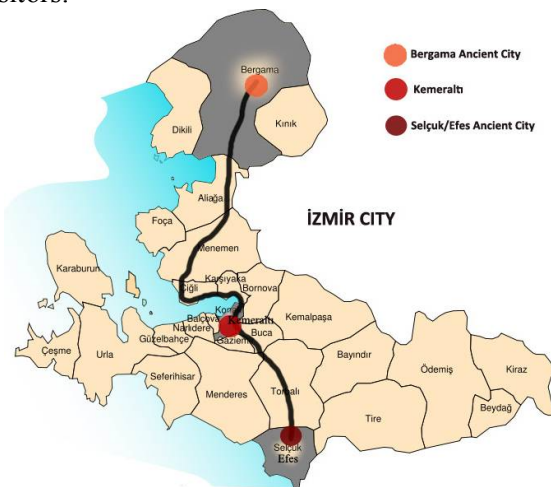 sitors.
Bergama
Bergama Ancient City
Kemeraltı
Selçuk/Efes Ancient City
Dikili
Kınık
Aliağa
Foça
İZMİR CITY
Menemen
Karaburun
Karşıyaka
Çiğli
Bornova
Kemeraltı
Kemalpaşa
Balçova
Buca
Narlıdere
Güzelbahçe
Gaziemir
Çeşme
Urla
Bayındır
Ödemiş
Kiraz
Seferihisar
Menderes
Torbalı
Beydağ
Tire
Selçuk
Efes